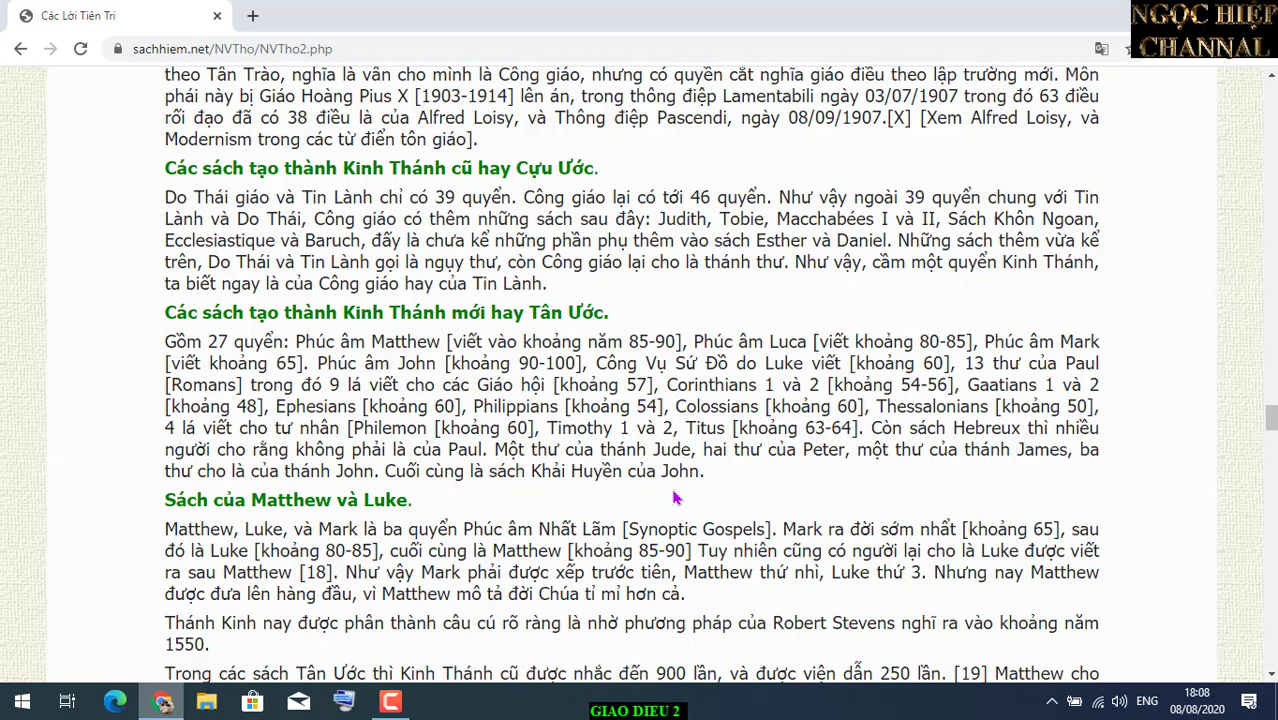 Các Lời Tiên Tri
NGỌC HIỆP
CHANNAL
sachhiem.net/NVTho/NVTho2.php
theo Tân Trào, nghĩa là vân cho mình là Công giáo, nhưng có quyền cắt nghĩa giáo điều theo lập trường mới. Môn
phái này bị Giáo Hoàng Pius X [1903-1914] lên án, trong thông điệp Lamentabili ngày 03/07/1907 trong đó 63 điều
rối đạo đã có 38 điều là của Alfred Loisy, và Thông điệp Pascendi, ngày 08/09/1907.[X] [Xem Alfred Loisy, và
Modernism trong các từ điển tôn giáo].
Các sách tạo thành Kinh Thánh cũ hay Cựu Ước.
Do Thái giáo và Tin Lành chỉ có 39 quyển. Công giáo lại có tới 46 quyển. Như vậy ngoài 39 quyển chung với Tin
Lành và Do Thái, Công giáo có thêm những sách sau đây: Judith, Tobie, Macchabées I và II, Sách Khôn Ngoan,
Ecclesiastique và Baruch, đấy là chưa kể những phần phụ thêm vào sách Esther và Daniel. Những sách thêm vừa kể
trên, Do Thái và Tin Lành gọi là ngụy thư, còn Công giáo lại cho là thánh thư. Như vậy, cầm một quyển Kinh Thánh,
ta biết ngay là của Công giáo hay của Tin Lành.
Các sách tạo thành Kinh Thánh mới hay Tân Ước.
Gồm 27 quyển: Phúc âm Matthew [viết vào khoảng năm 85-90], Phúc âm Luca [viết khoảng 80-85], Phúc âm Mark
[viết khoảng 65]. Phúc âm John [khoảng 90-100], Công Vụ Sứ Đồ do Luke viết [khoảng 60], 13 thư của Paul
[Romans] trong đó 9 lá viết cho các Giáo hội [khoảng 57], Corinthians 1 và 2 [khoảng 54-56], Gaatians 1 và 2
[khoảng 48], Ephesians [khoảng 60], Philippians [khoảng 54], Colossians [khoảng 60], Thessalonians [khoảng 50],
4 lá viết cho tư nhân [Philemon [khoảng 60], Timothy 1 và 2, Titus [khoảng 63-64]. Còn sách Hebreux thì nhiều
người cho rằng không phải là của Paul. Một thư của thánh Jude, hai thư của Peter, một thư của thánh James, ba
thư cho là của thánh John. Cuối cùng là sách Khải Huyền của John.
Sách của Matthew và Luke.
Matthew, Luke, và Mark là ba quyển Phúc âm Nhất Lãm [Synoptic Gospels]. Mark ra đời sớm nhất [khoảng 65], sau
đó là Luke [khoảng 80-85], cuối cùng là Matthew [khoảng 85-90] Tuy nhiên cũng có người lại cho là Luke được viết
ra sau Matthew [18]. Như vậy Mark phải được xếp trước tiên, Matthew thứ nhì, Luke thứ 3. Nhưng nay Matthew
được đưa lên hàng đầu, vì Matthew mô tả đời Chúa tỉ mỉ hơn cả.
Thánh Kinh nay được phân thành câu cú rõ ràng là nhờ phương pháp của Robert Stevens nghĩ ra vào khoảng năm
1550.
Trong các sách Tân Ước thì Kinh Thánh cũ được nhắc đến 900 lần, và được viện dẫn 250 lần. [19] Matthew cho
ENG
18:08
08/08/2020
GIAO DIEU 2